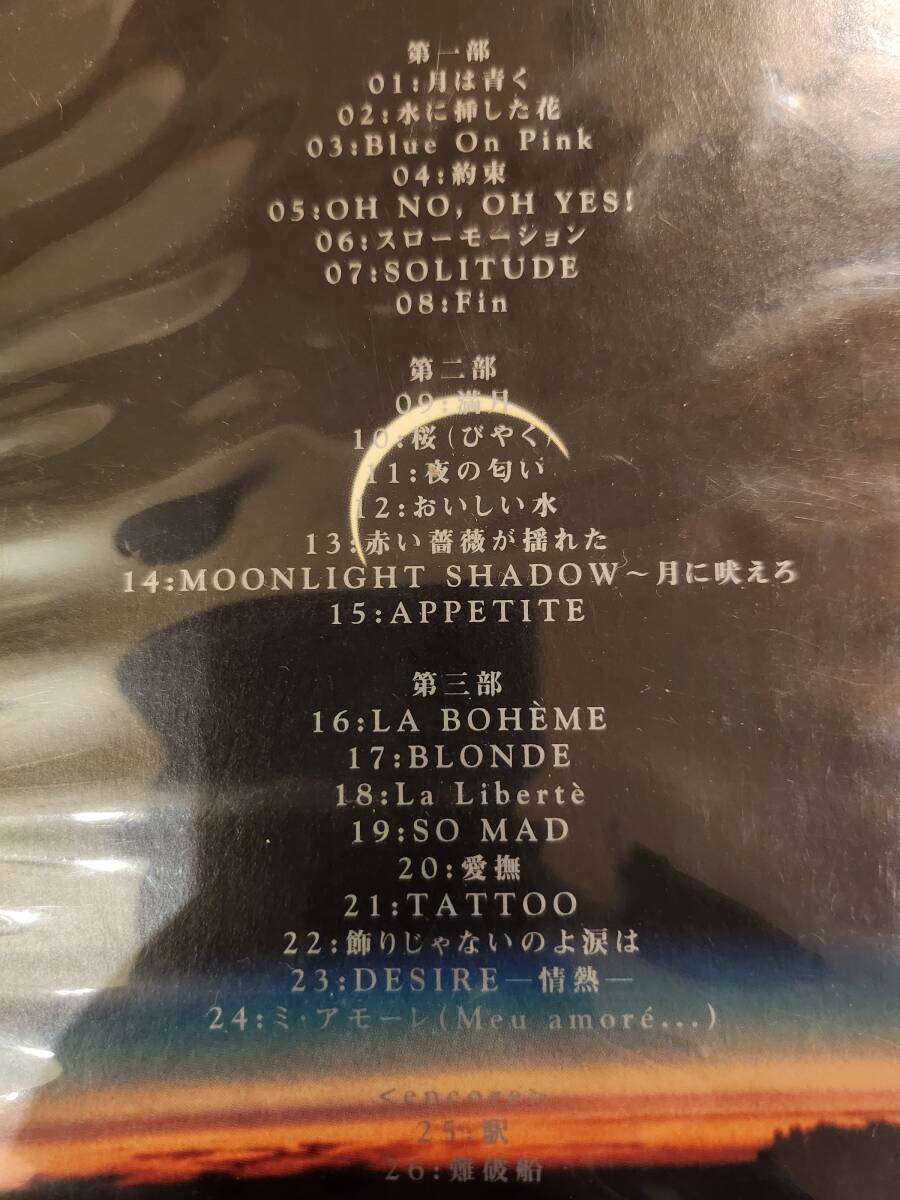 第一部
01:月は青く
02:水に挿した花
03:Blue On Pink
04:約束
05:OH NO, OH YES!
06:スローモーション
07:SOLITUDE
08:Fin
第二部
09:満月
10:桜(びやく)
11:夜の匂い
12:おいしい水
13:赤い薔薇が揺れた
14:MOONLIGHT SHADOW～月に吠えろ
15:APPETITE
第三部
16:LA BOHÈME
17:BLONDE
18:La Libertè
19:SO MAD
20:愛撫
21:TATTOO
22:飾りじゃないのよ涙は
23:DESIRE―情熱―
24:ミ・アモーレ(Meu amoré...)
<encore>
25:駅
26:難破船